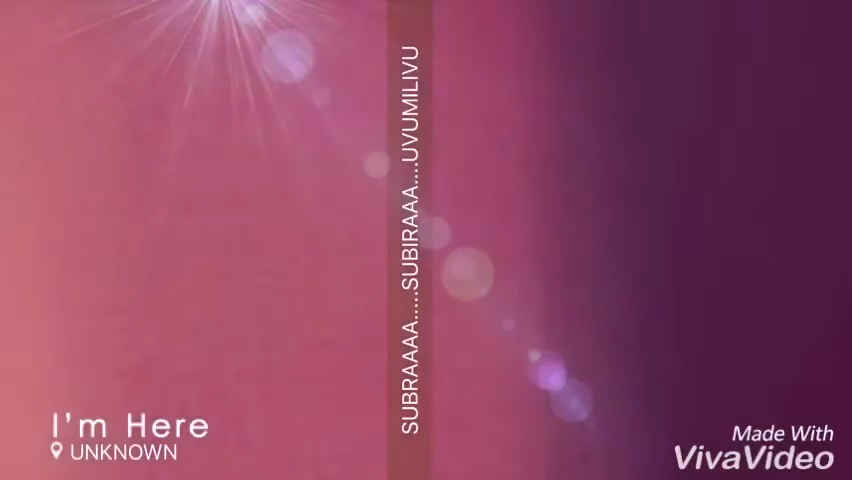 SUBRAAAA.....SUBIRAAA....UVUMILIVU
I'm Here
UNKNOWN
Made With
VivaVideo